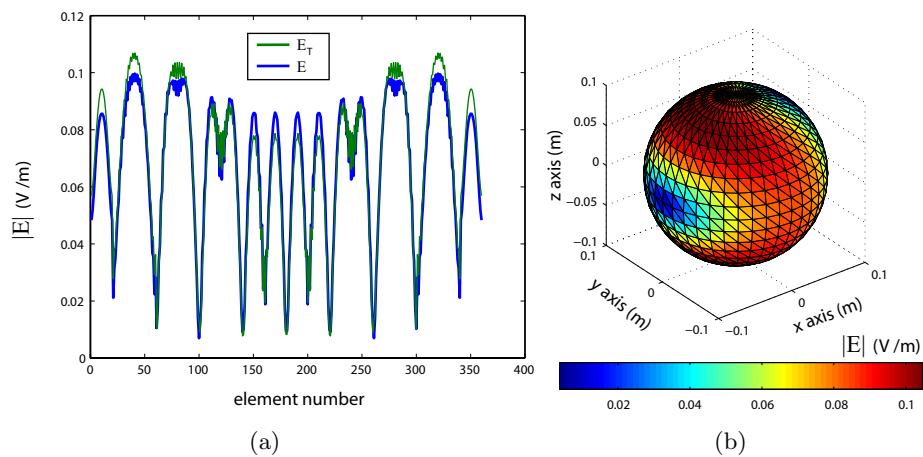 0.12
0.1
0.08
0.06
0.04
0.02
0
|E| (V/m)
E_T
E
0 50 100 150 200 250 300 350 400
element number
(a)
0.1
0.05
0
−0.05
−0.1
z axis (m)
0.1
0
−0.1
y axis (m)
−0.1
0
0.1
x axis (m)
|E| (V/m)
0.02 0.04 0.06 0.08 0.1
(b)